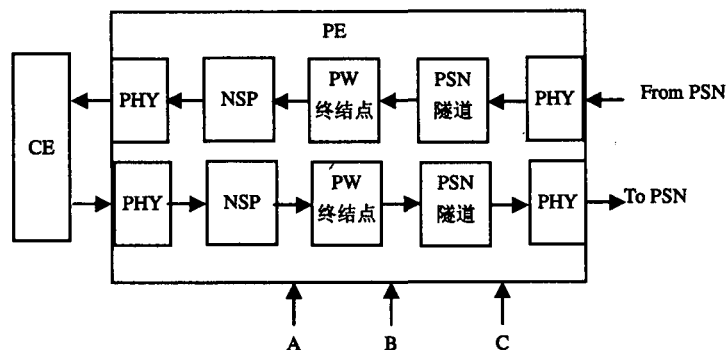 PE
CE
PHY
NSP
PW
终结点
PSN
隧道
PHY
From PSN
PHY
NSP
PW
终结点
PSN
隧道
PHY
To PSN
A
B
C